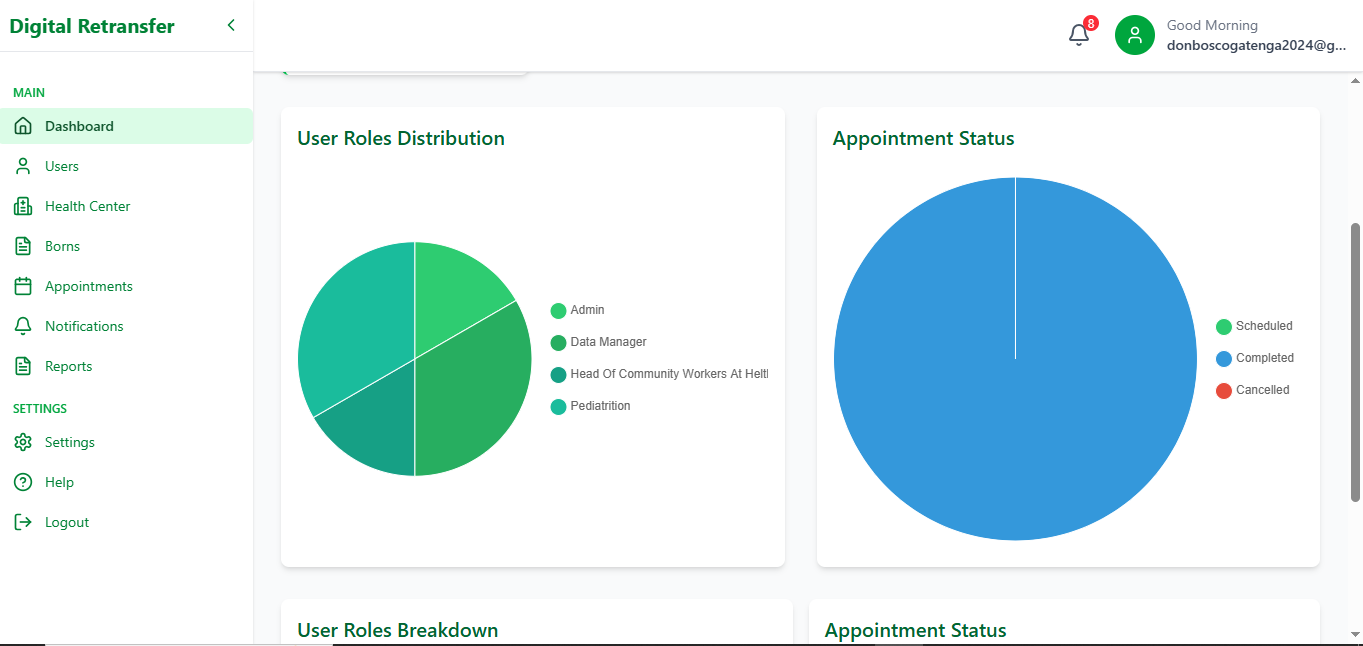 Digital Retransfer
8
Good Morning
donboscogatenga2024@g...
MAIN
Dashboard
Users
Health Center
Borns
Appointments
Notifications
Reports
SETTINGS
Settings
Help
Logout
User Roles Distribution
Admin
Data Manager
Head Of Community Workers At Helth
Pediatrition
Appointment Status
Scheduled
Completed
Cancelled
User Roles Breakdown
Appointment Status